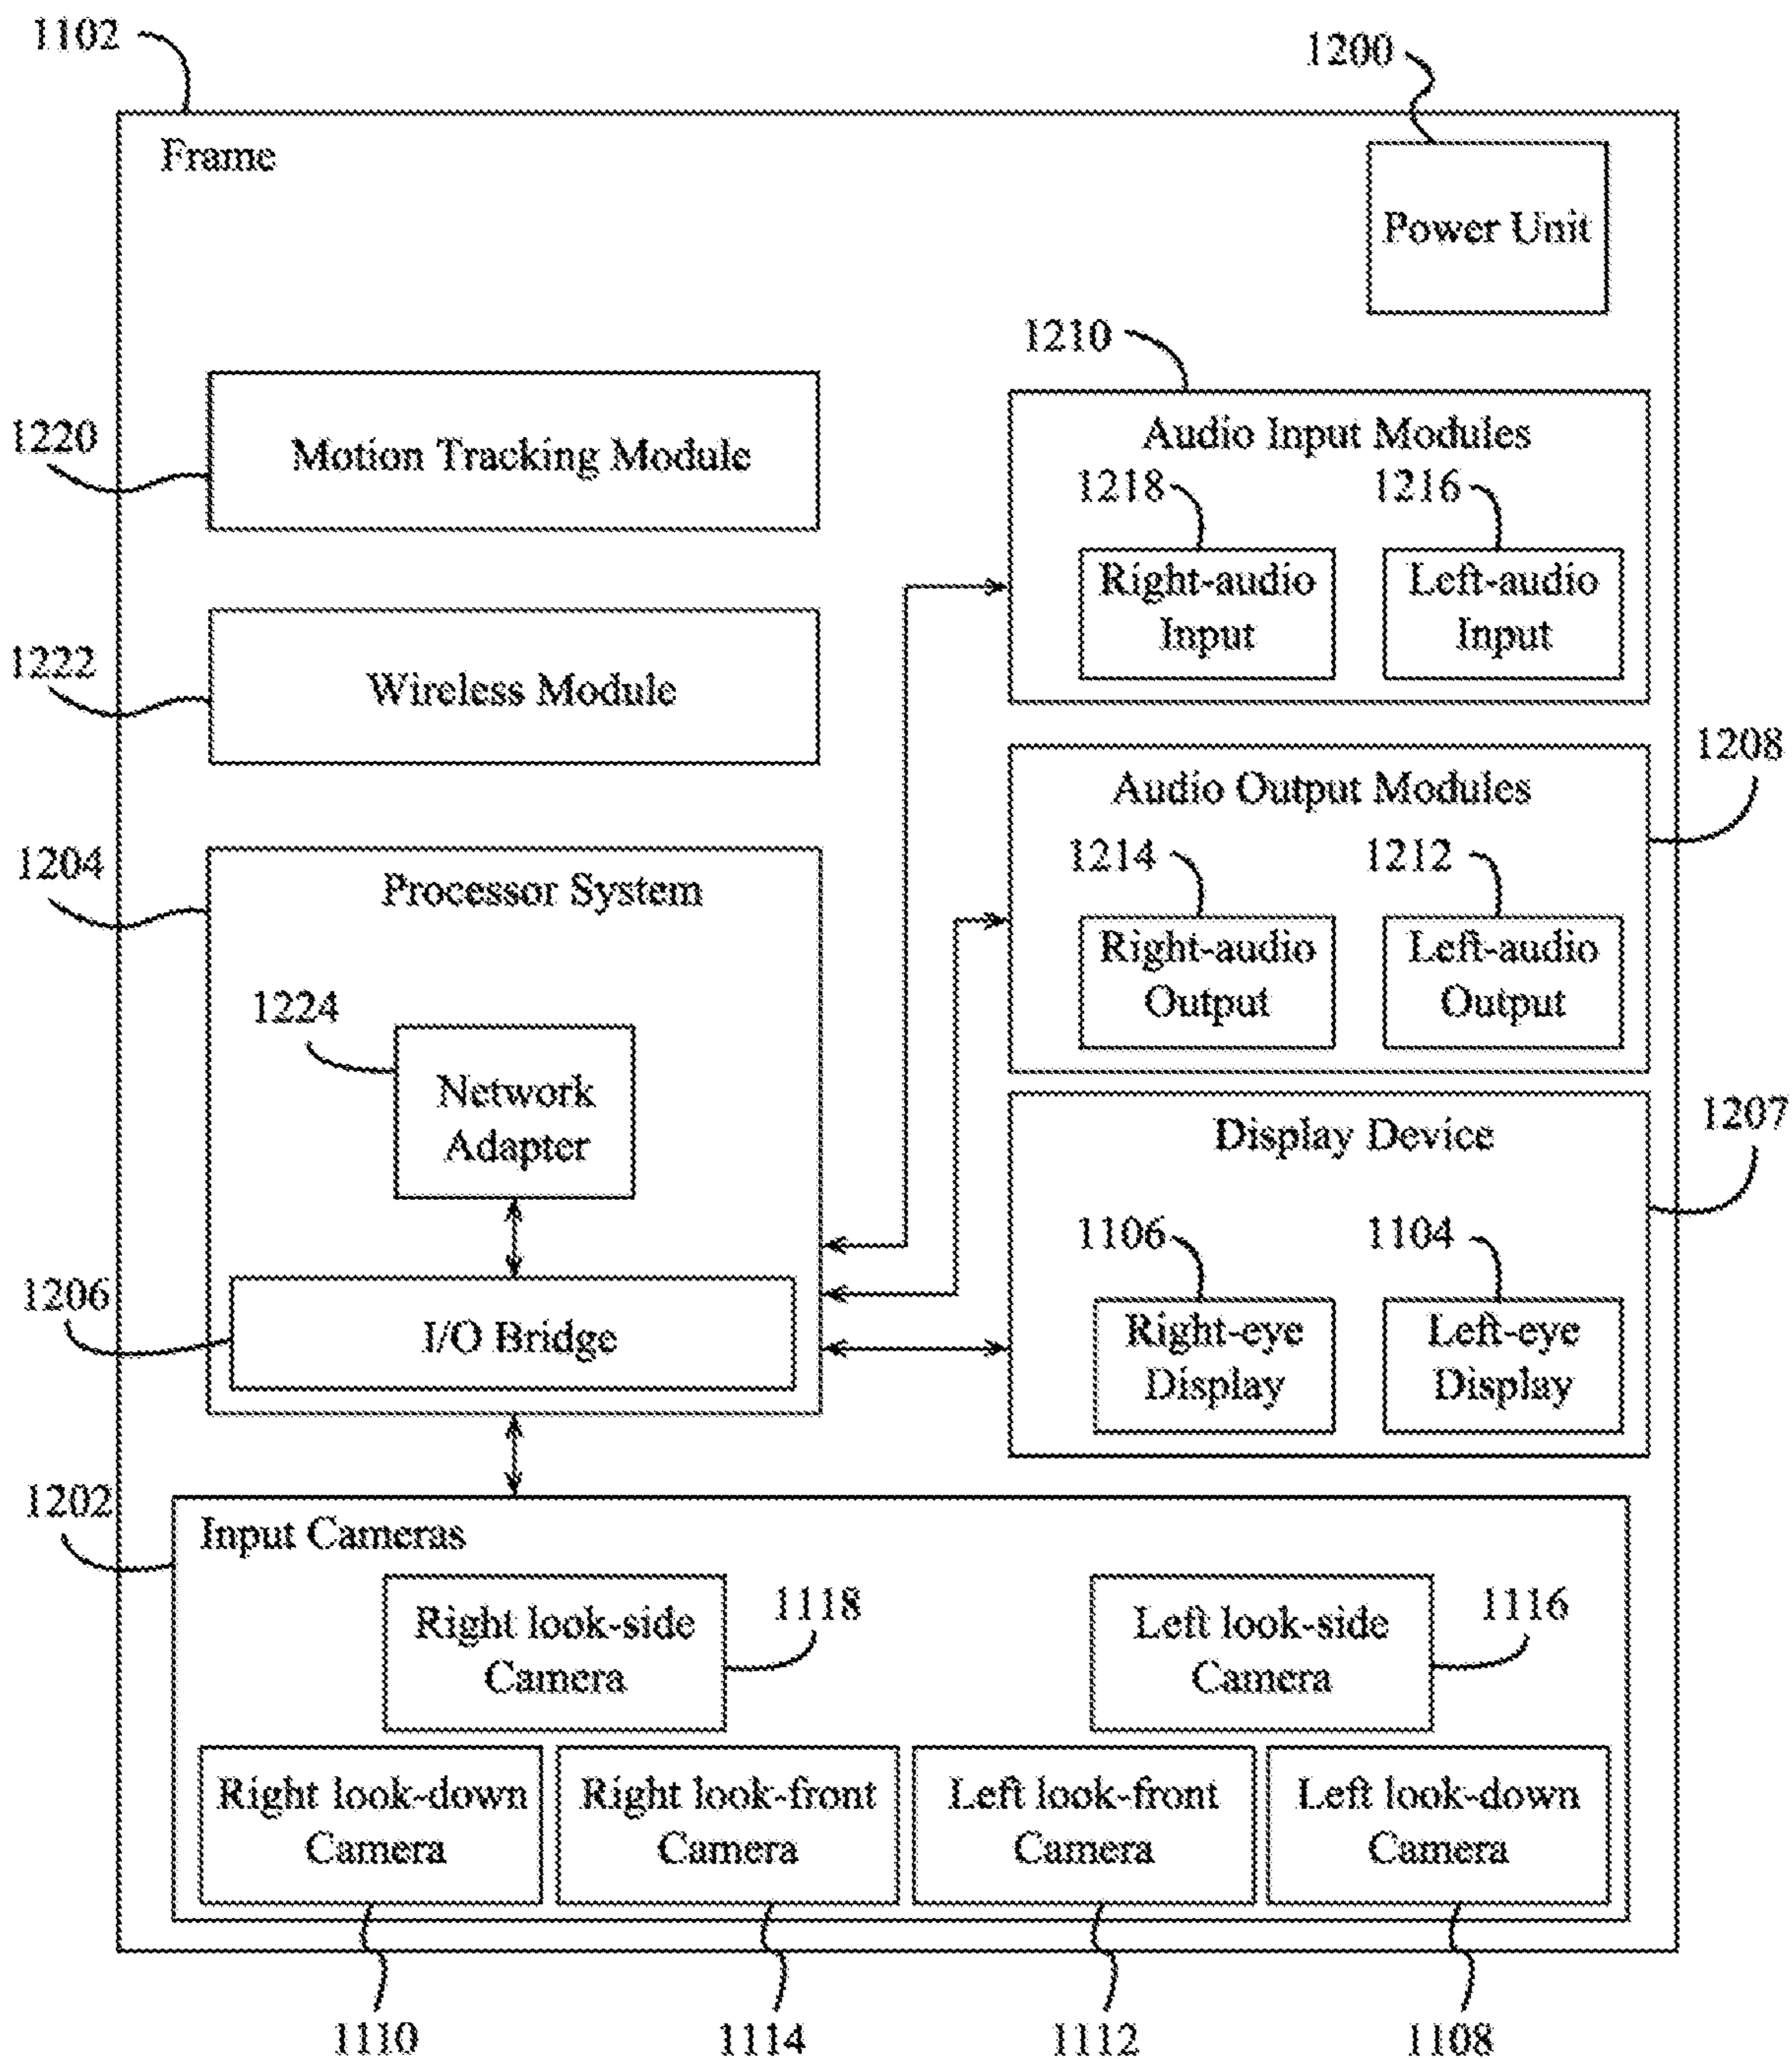 1102
1200
Frame
Power Unit
1210
1220
Motion Tracking Module
Audio Input Modules
1218
1216
Right-audio
Input
Left-audio
Input
1222
Wireless Module
1208
Audio Output Modules
1214
1212
Right-audio
Output
Left-audio
Output
1204
Processor System
1224
Network
Adapter
1207
Display Device
1106
1104
Right-eye
Display
Left-eye
Display
1206
I/O Bridge
1202
Input Cameras
Right look-side
Camera
1118
Left look-side
Camera
1116
Right look-down
Camera
Right look-front
Camera
Left look-front
Camera
Left look-down
Camera
1110
1114
1112
1108